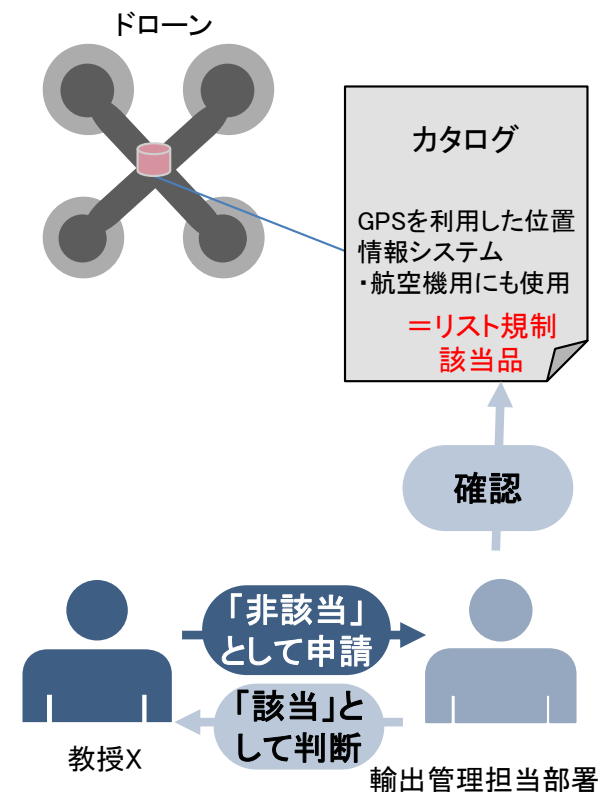 ドローン
カタログ
GPSを利用した位置
情報システム
・航空機用にも使用
＝リスト規制
該当品
確認
「非該当」
として申請
「該当」と
して判断
教授X
輸出管理担当部署